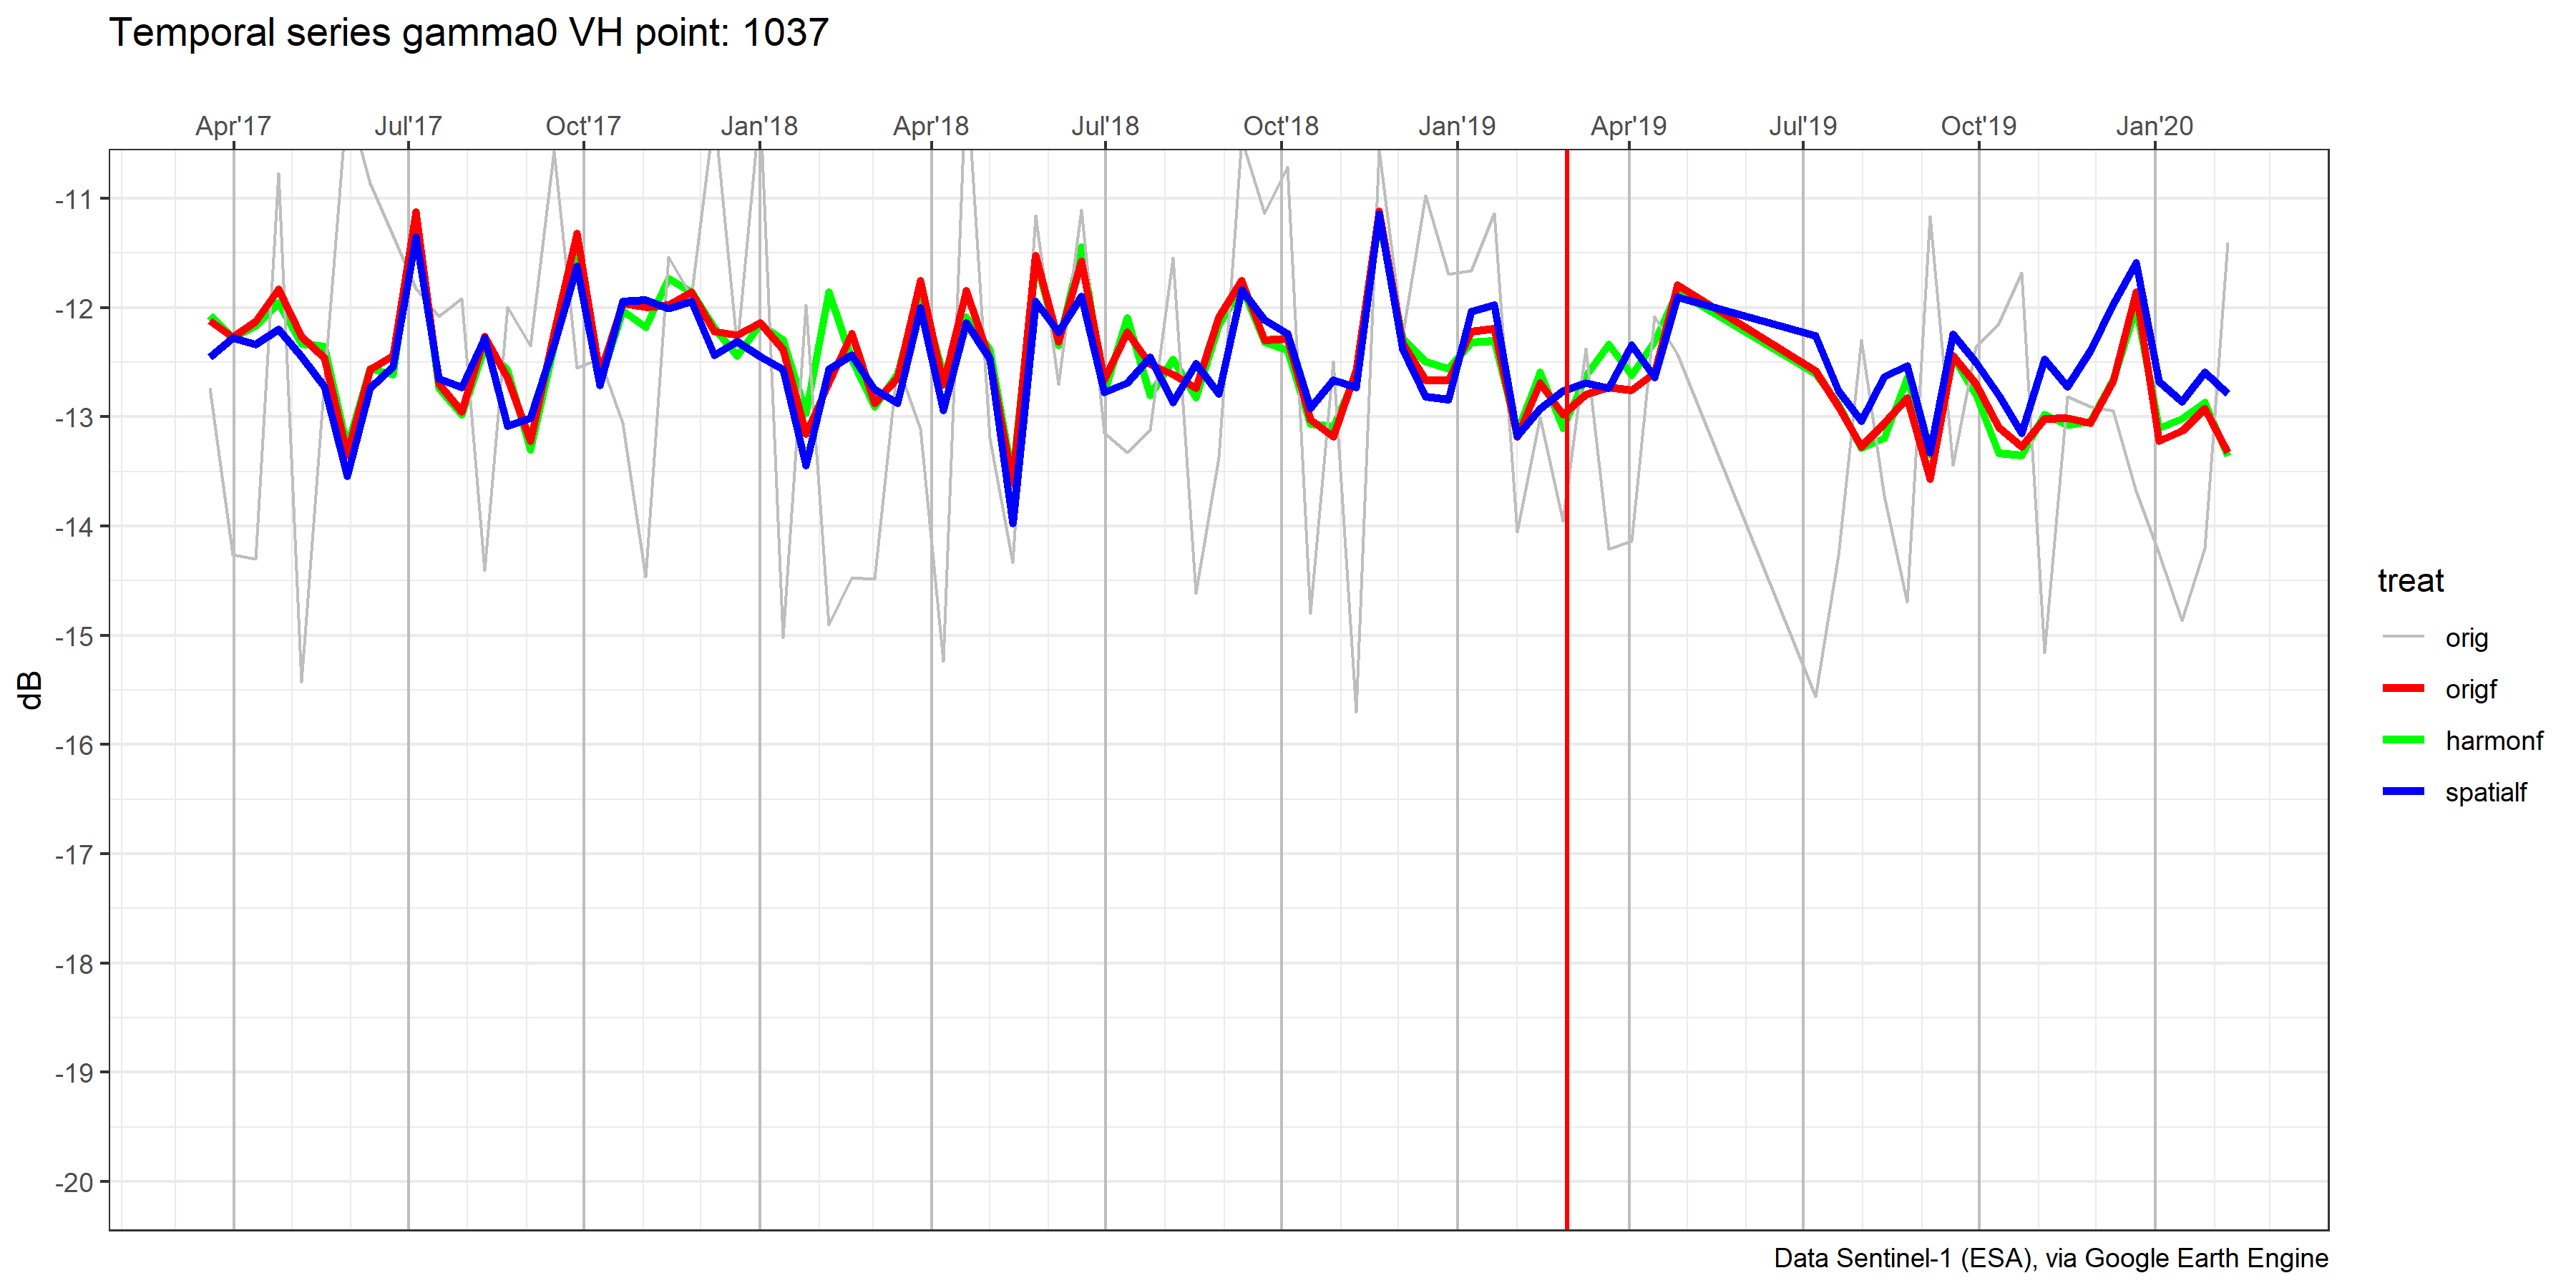 Temporal series gamma0 VH point: 1037
Apr'17 Jul'17 Oct'17 Jan'18 Apr'18 Jul'18 Oct'18 Jan'19 Apr'19 Jul'19 Oct'19 Jan'20
-11
-12
-13
-14
-15
-16
-17
-18
-19
-20
dB
treat
orig
origf
harmonf
spatialf
Data Sentinel-1 (ESA), via Google Earth Engine